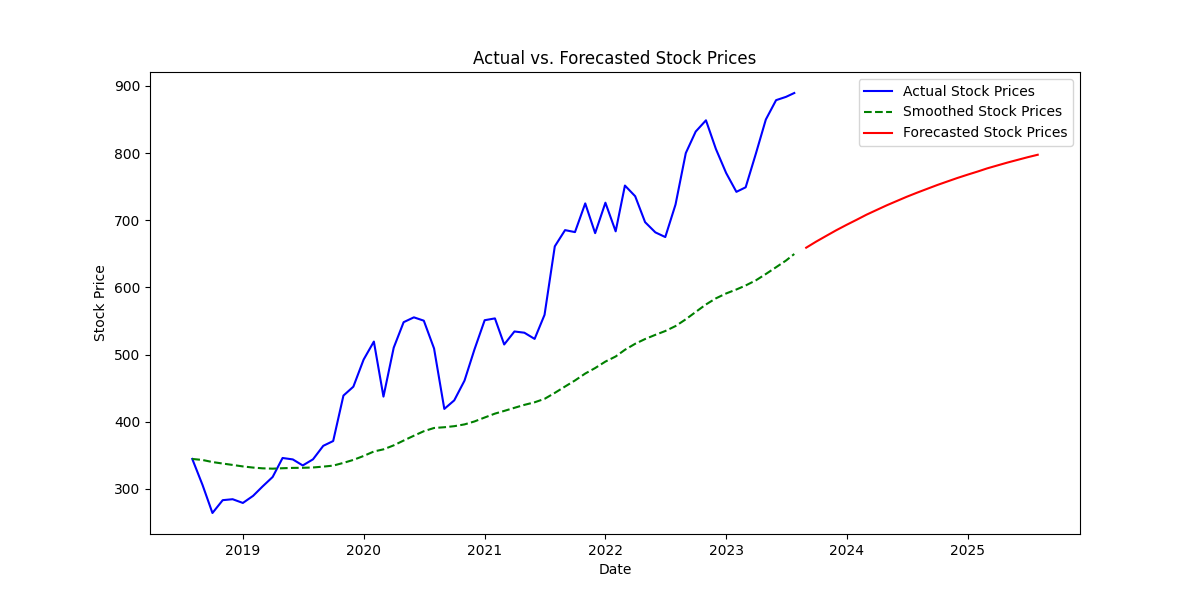 Actual vs. Forecasted Stock Prices
Actual Stock Prices
Smoothed Stock Prices
Forecasted Stock Prices
Stock Price
900
800
700
600
500
400
300
2019 2020 2021 2022 2023 2024 2025
Date